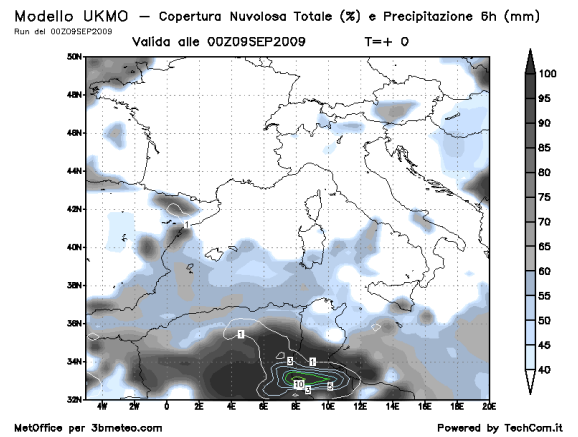 Modello UKMO – Copertura Nuvolosa Totale (%) e Precipitazione 6h (mm)
Run del 00Z09SEP2009
Valida alle 00Z09SEP2009 T=+ 0
50N
48N
46N
44N
42N
40N
38N
36N
34N
32N
4W 2W 0 2E 4E 6E 8E 10E 12E 14E 16E 18E 20E
1
1
3 1
10 3 5
100
95
90
85
80
75
70
65
60
55
50
45
40
MetOffice per 3bmeteo.com Powered by TechCom.it